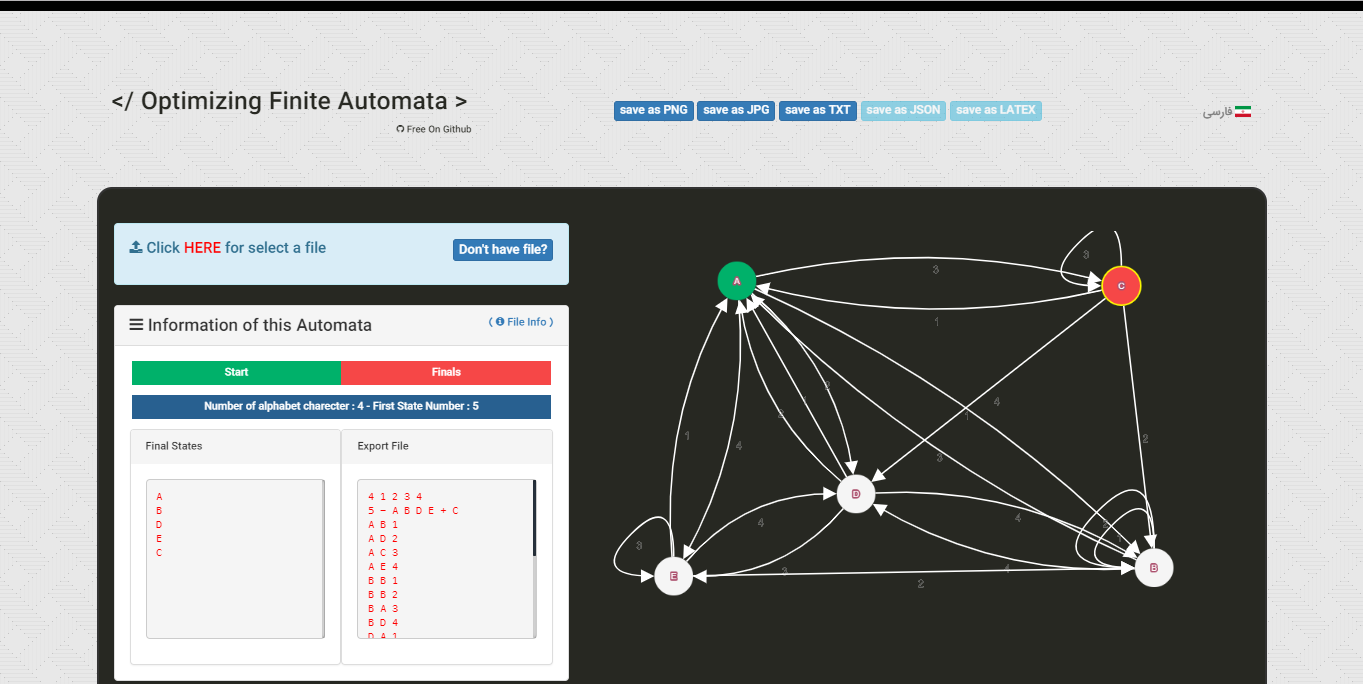 </ Optimizing Finite Automata >
Free On Github
save as PNG
save as JPG
save as TXT
save as JSON
save as LATEX
فارسی
Click HERE for select a file
Don't have file?
Information of this Automata
( File Info )
Start
Finals
Number of alphabet charecter : 4 - First State Number : 5
Final States
Export File
A
B
D
E
C
4 1 2 3 4
5 - A B D E + C
A B 1
A D 2
A C 3
A E 4
B B 1
B B 2
B A 3
B D 4
D A 1
3
3
A
C
1
2
1
2
4
1
1
4
3
2
D
4
4
2
1
3
E
3
4
2
B